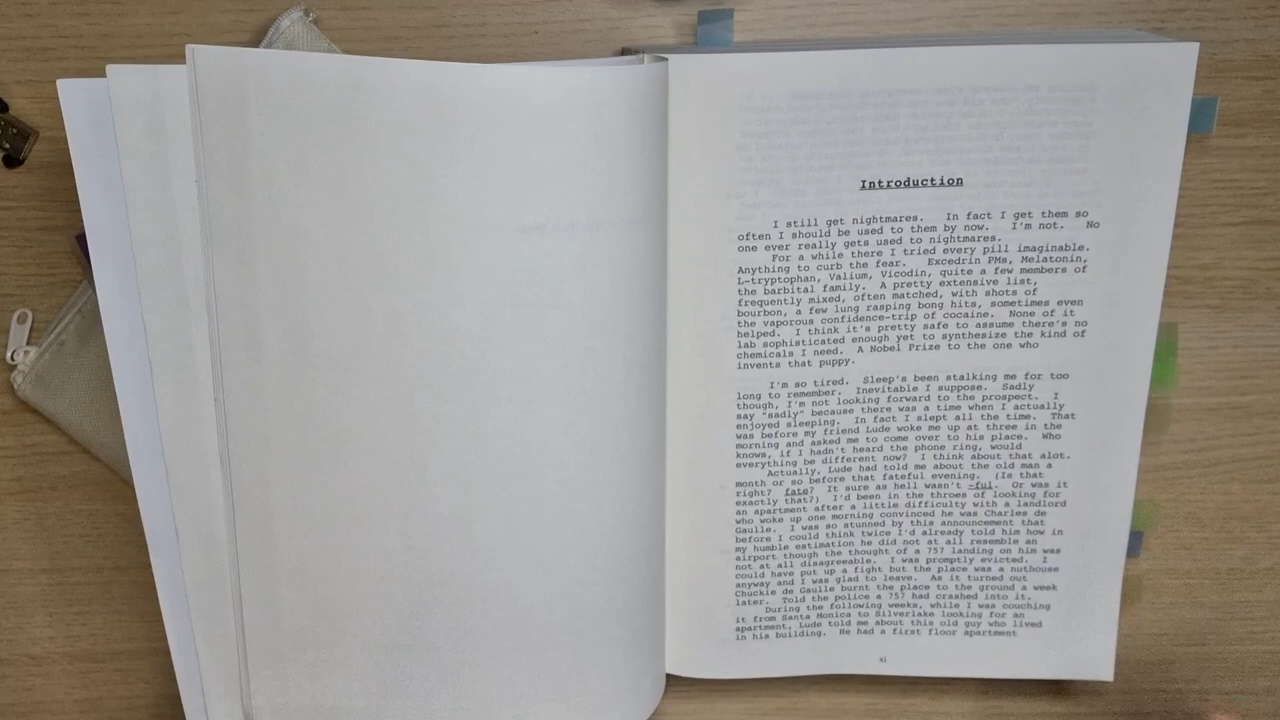 Introduction
I still get nightmares. In fact I get them so
often I should be used to them by now. I'm not. No
one ever really gets used to nightmares.
For a while there I tried every pill imaginable.
Anything to curb the fear. Excedrin PMs, Melatonin,
L-tryptophan, Valium, Vicodin, quite a few members of
the barbital family. A pretty extensive list,
frequently mixed, often matched, with shots of
bourbon, a few lung rasping bong hits, sometimes even
the vaporous confidence-trip of cocaine. None of it
helped. I think it's pretty safe to assume there's no
lab sophisticated enough yet to synthesize the kind of
chemicals I need. A Nobel Prize to the one who
invents that puppy.
I'm so tired. Sleep's been stalking me for too
long to remember. Inevitable I suppose. Sadly
though, I'm not looking forward to the prospect. I
say "sadly" because there was a time when I actually
enjoyed sleeping. In fact I slept all the time. That
was before my friend Lude woke me up at three in the
morning and asked me to come over to his place. Who
knows, if I hadn't heard the phone ring, would
everything be different now? I think about that alot.
Actually, Lude had told me about the old man a
month or so before that fateful evening. (Is that
right? fate? It sure as hell wasn't -ful. Or was it
exactly that?) I'd been in the throes of looking for
an apartment after a little difficulty with a landlord
who woke up one morning convinced he was Charles de
Gaulle. I was so stunned by this announcement that
before I could think twice I'd already told him how in
my humble estimation he did not at all resemble an
airport though the thought of a 757 landing on him was
not at all disagreeable. I was promptly evicted. I
could have put up a fight but the place was a nuthouse
anyway and I was glad to leave. As it turned out
Chuckie de Gaulle burnt the place to the ground a week
later. Told the police a 757 had crashed into it.
During the following weeks, while I was couching
it from Santa Monica to Silverlake looking for an
apartment, Lude told me about this old guy who lived
in his building. He had a first floor apartment
xi